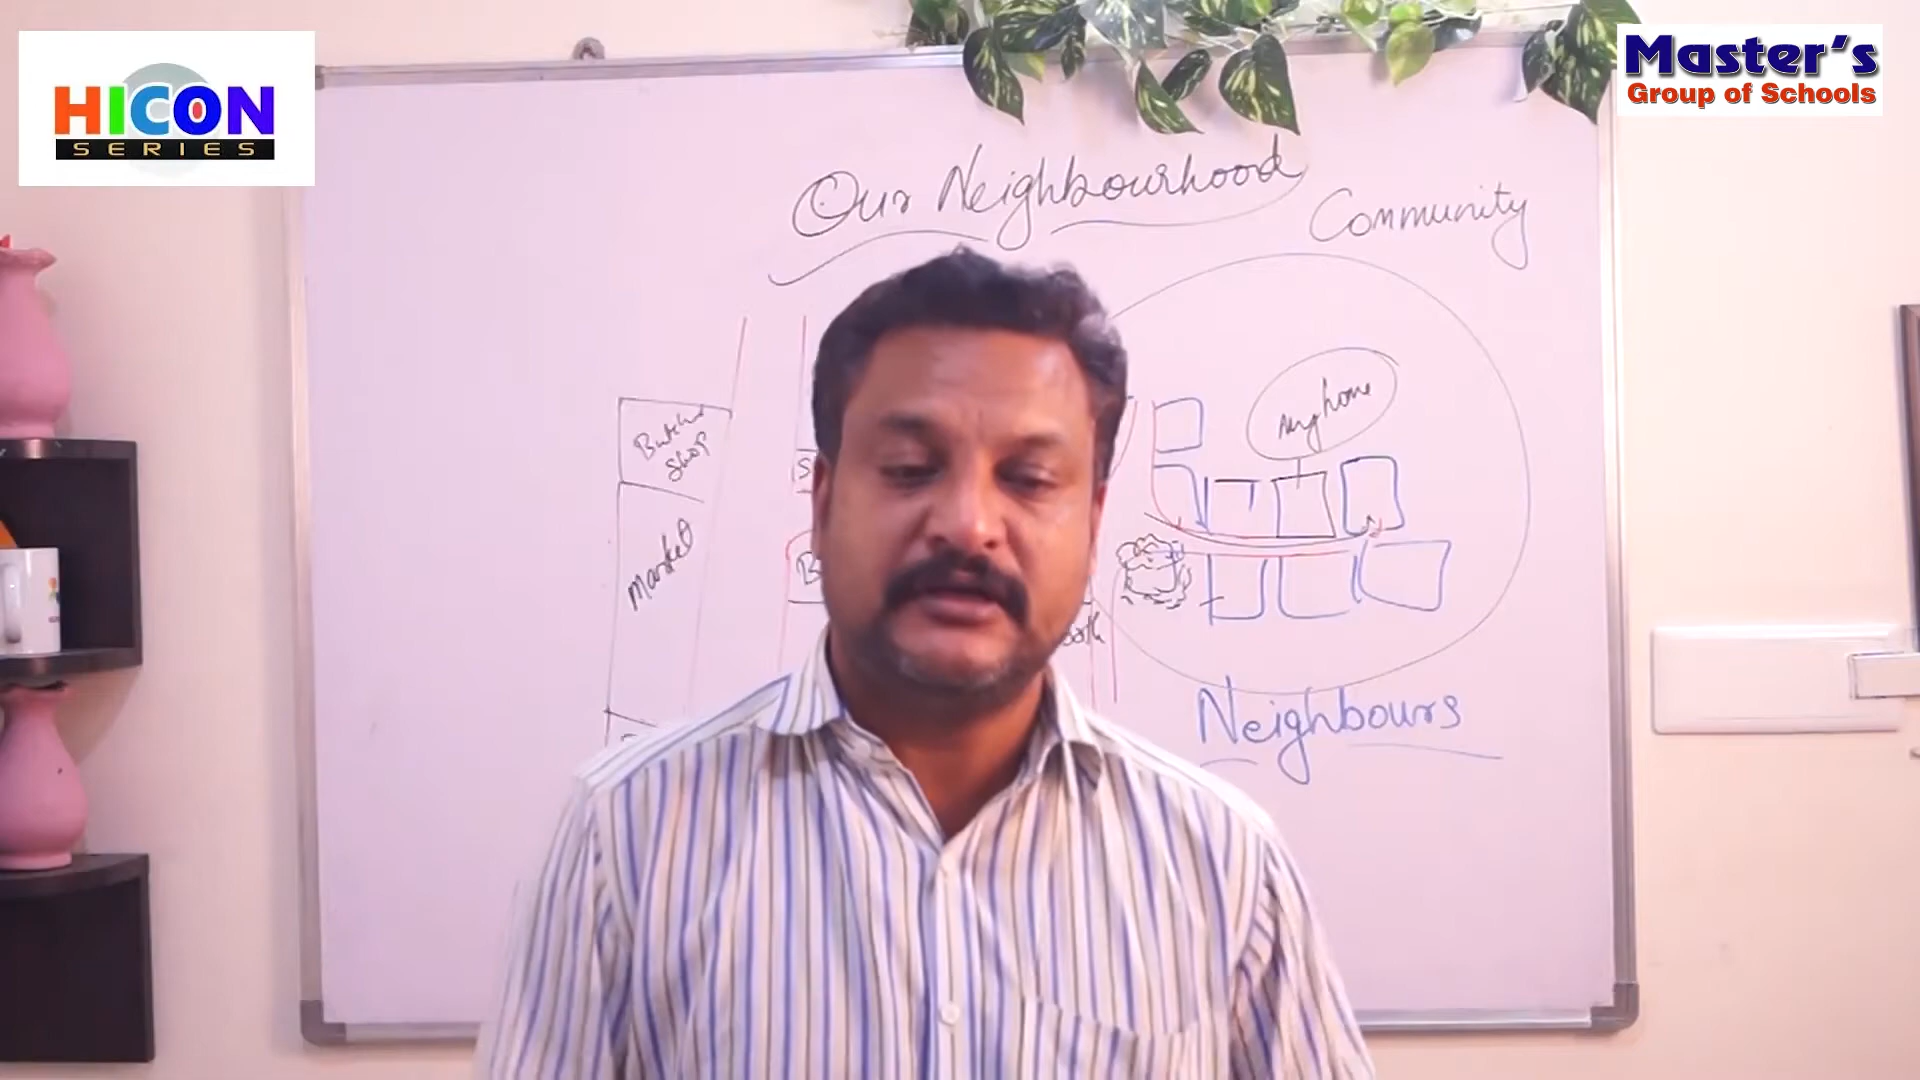 HICON
SERIES
Master's
Group of Schools
Our Neighbourhood
Community
my home
Butcher
shop
Market
Neighbours